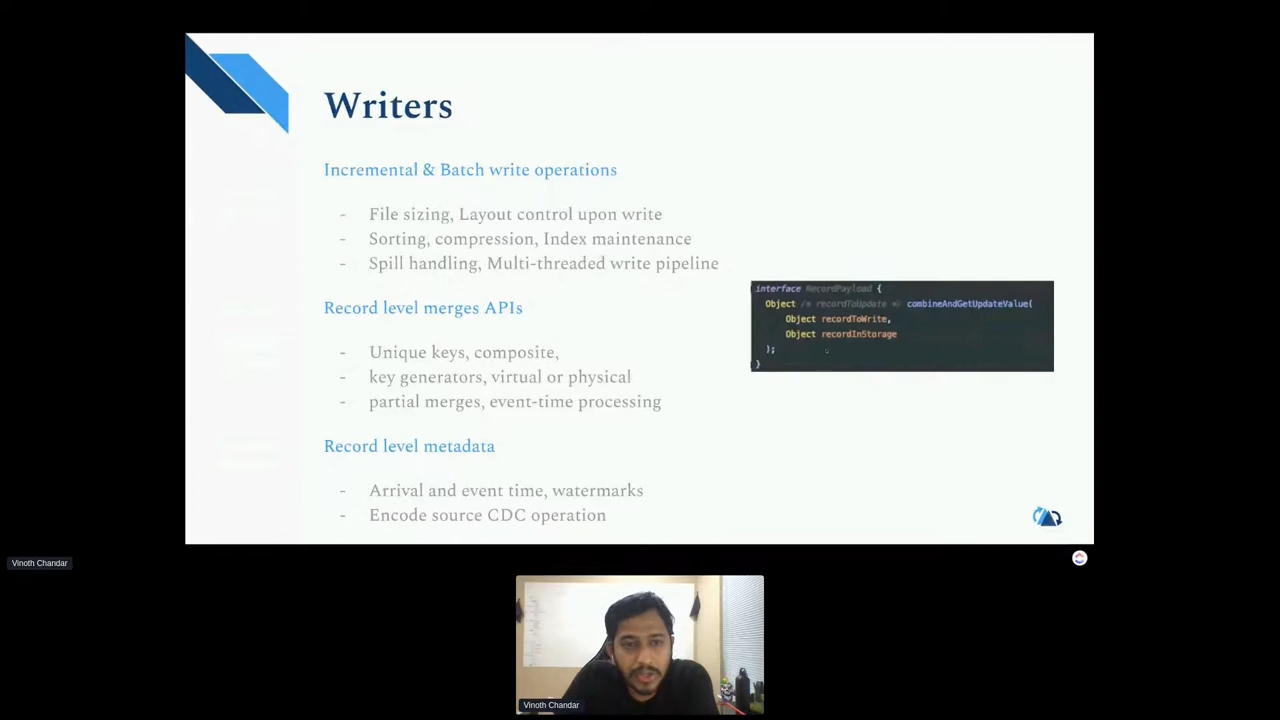 Writers
Incremental & Batch write operations
- File sizing, Layout control upon write
- Sorting, compression, Index maintenance
- Spill handling, Multi-threaded write pipeline
Record level merges APIs
- Unique keys, composite,
- key generators, virtual or physical
- partial merges, event-time processing
Record level metadata
- Arrival and event time, watermarks
- Encode source CDC operation
interface RecordPayload {
Object /* recordToUpdate */ combineAndGetUpdateValue(
Object recordToWrite,
Object recordInStorage
);
}
Vinoth Chandar
Vinoth Chandar